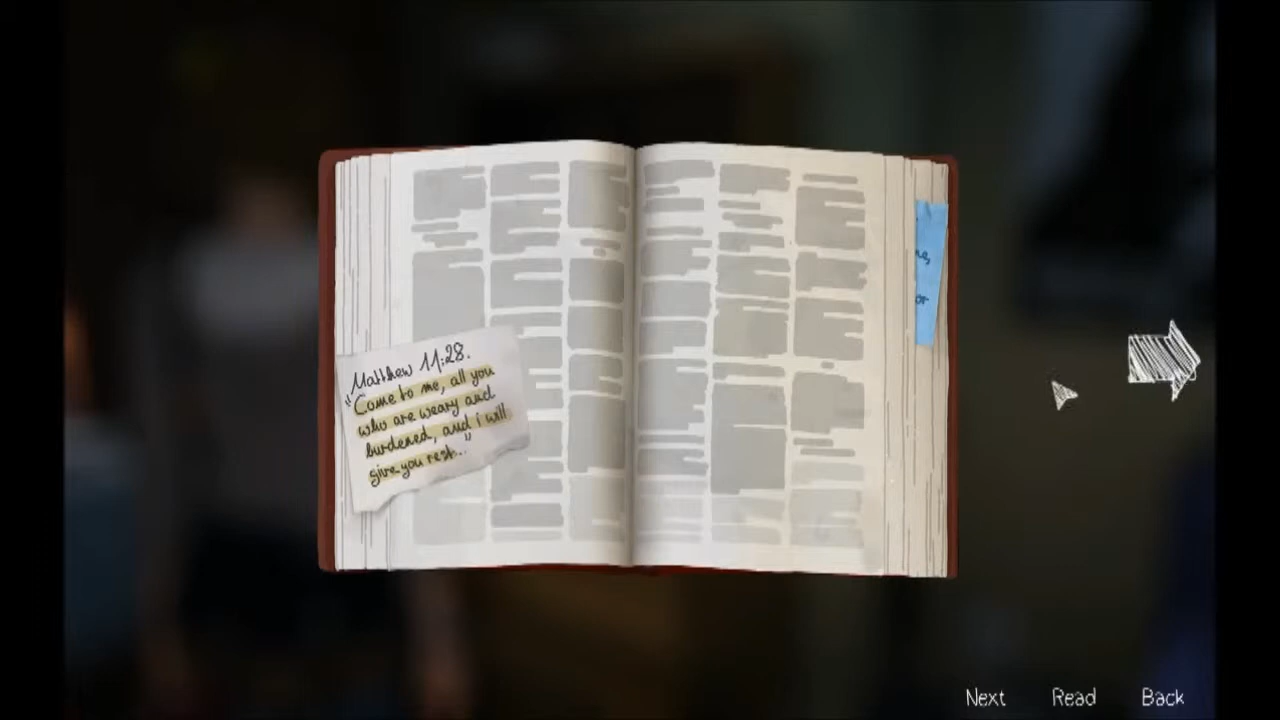 Matthew 11:28.
"Come to me, all you
who are weary and
burdened, and i will
give you rest.."
or
Next Read Back